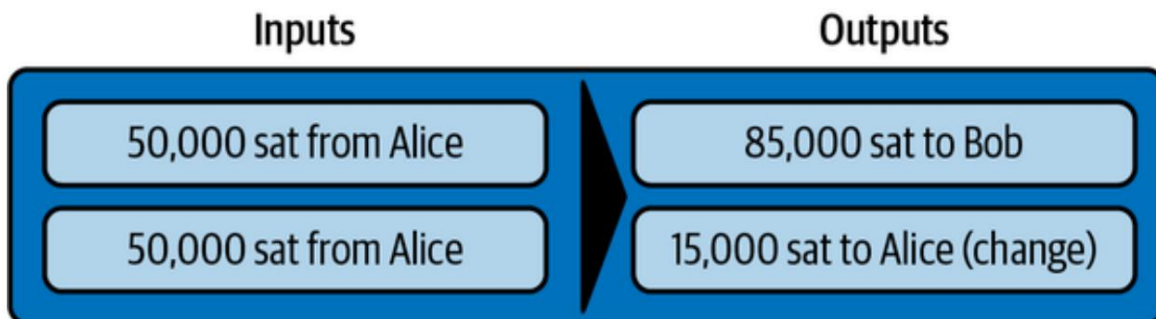 Inputs
Outputs
50,000 sat from Alice
85,000 sat to Bob
50,000 sat from Alice
15,000 sat to Alice (change)